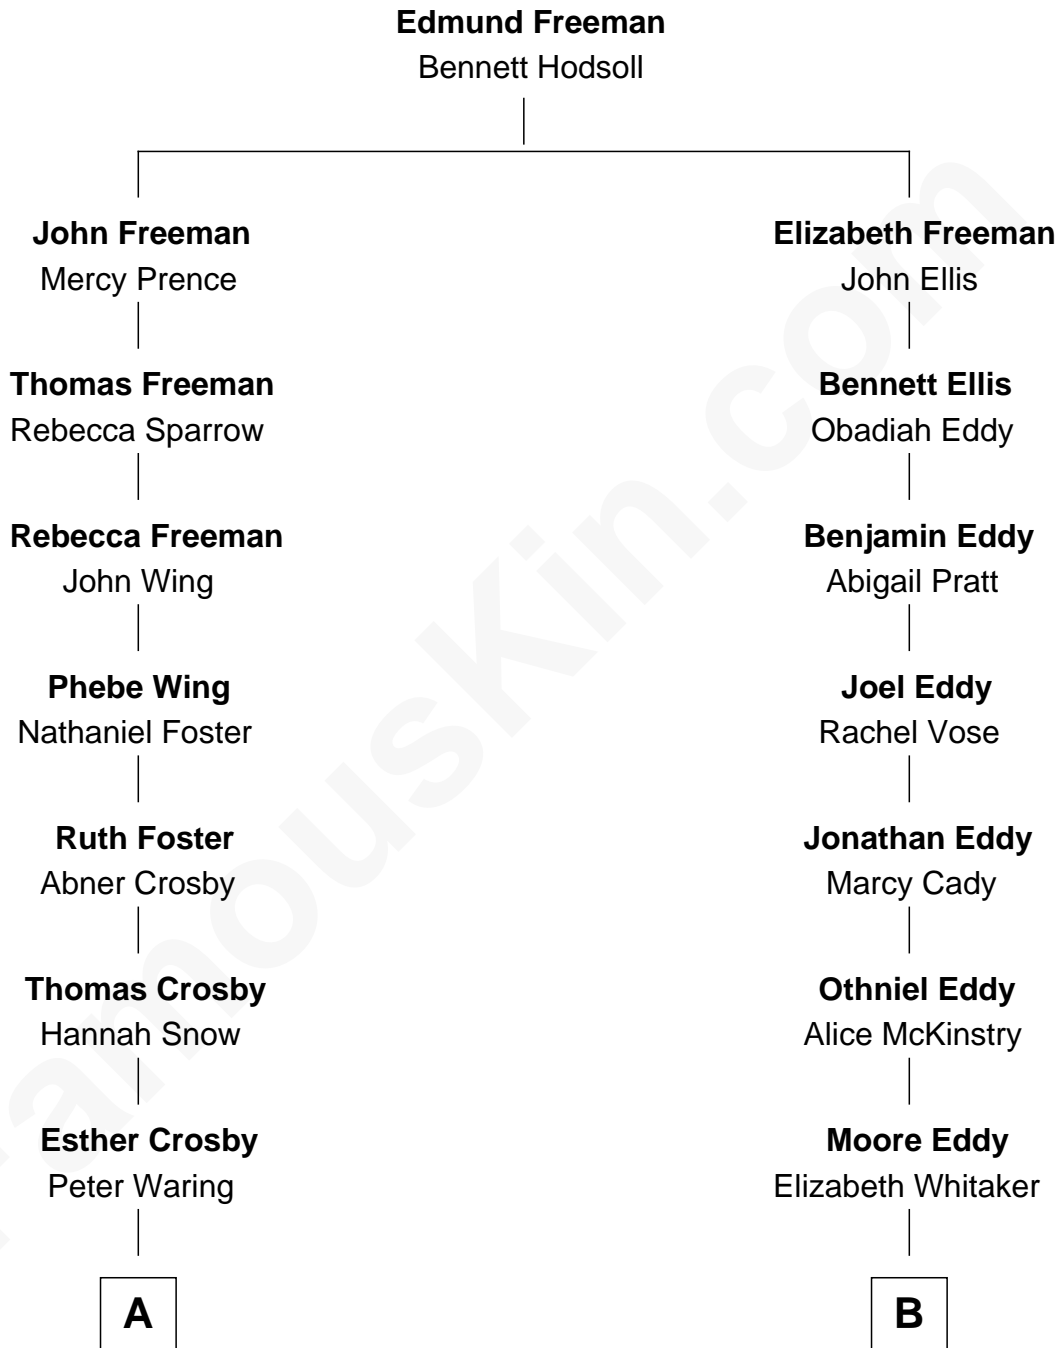 Edmund Freeman
Bennett Hodsoll
John Freeman
Mercy Prence
Elizabeth Freeman
John Ellis
Thomas Freeman
Rebecca Sparrow
Bennett Ellis
Obadiah Eddy
Rebecca Freeman
John Wing
Benjamin Eddy
Abigail Pratt
Phebe Wing
Nathaniel Foster
Joel Eddy
Rachel Vose
Ruth Foster
Abner Crosby
Jonathan Eddy
Marcy Cady
Thomas Crosby
Hannah Snow
Othniel Eddy
Alice McKinstry
Esther Crosby
Peter Waring
Moore Eddy
Elizabeth Whitaker
A
B
FamousKin.com